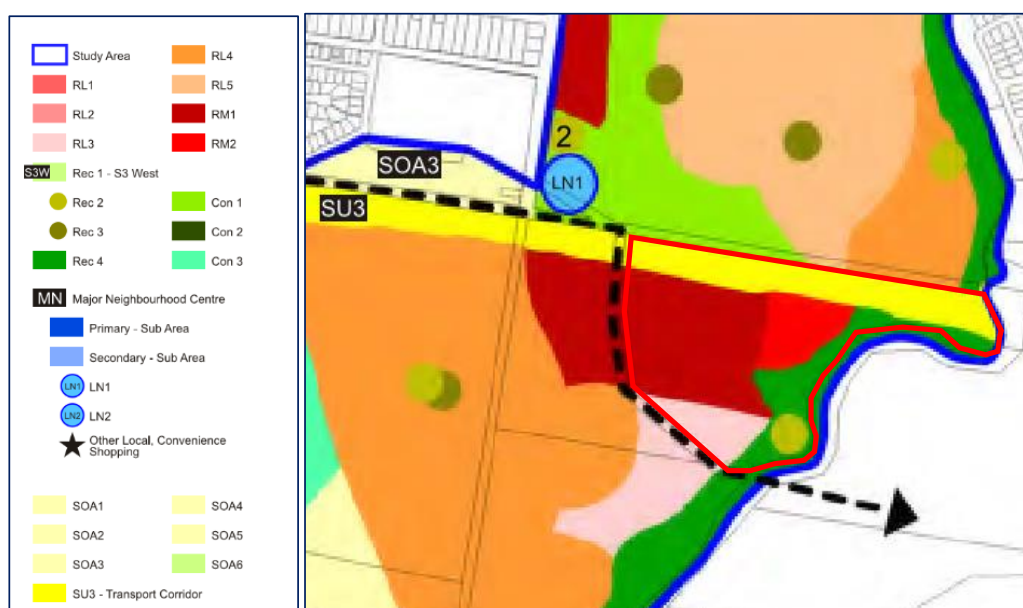 Study Area
RL4
RL1
RL5
RL2
RM1
RL3
RM2
S3W
Rec 1 - S3 West
Rec 2
Con 1
Rec 3
Con 2
Rec 4
Con 3
MN
Major Neighbourhood Centre
Primary - Sub Area
Secondary - Sub Area
LN1
LN1
LN2
LN2
Other Local, Convenience
Shopping
SOA1
SOA4
SOA2
SOA5
SOA3
SOA6
SU3 - Transport Corridor
2
SOA3
LN1
SU3